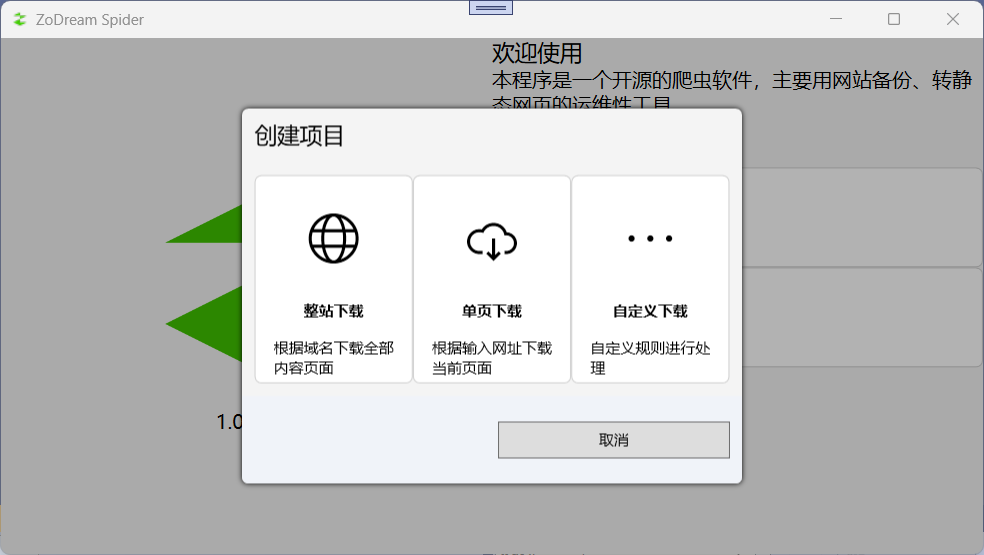 ZoDream Spider
欢迎使用
本程序是一个开源的爬虫软件，主要用网站备份、转静
态网页的运维性工具
创建项目
整站下载
根据域名下载全部
内容页面
单页下载
根据输入网址下载
当前页面
自定义下载
自定义规则进行处
理
1.0
取消